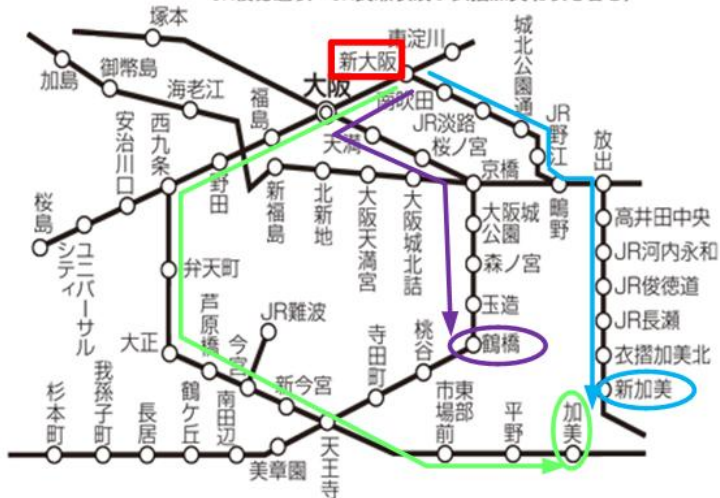 塚本
東淀川
新大阪
大阪
加島
御幣島
海老江
福島
南吹田
JR淡路
城北公園通
JR野江
放出
天満
桜ノ宮
京橋
鴫野
安治川口
西九条
野田
新福島
北新地
大阪天満宮
大阪城北詰
大阪城公園
高井田中央
桜島
ユニバーサルシティ
弁天町
森ノ宮
JR河内永和
JR俊徳道
玉造
JR長瀬
大正
芦原橋
今宮
JR難波
新今宮
寺田町
桃谷
鶴橋
衣摺加美北
新加美
杉本町
我孫子町
長居
鶴ケ丘
南田辺
美章園
天王寺
東部市場前
平野
加美